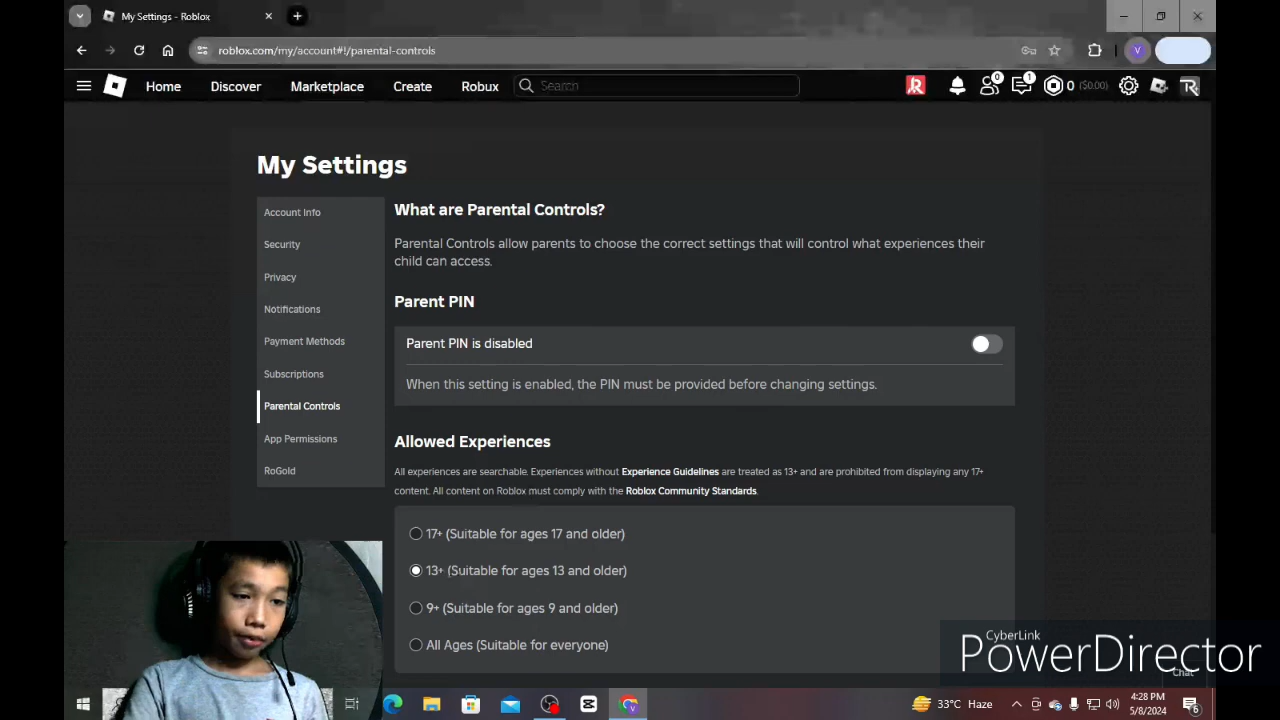 My Settings - Roblox
roblox.com/my/account#!/parental-controls
V
Home
Discover
Marketplace
Create
Robux
Search
0
1
0 ($0.00)
My Settings
Account Info
Security
Privacy
Notifications
Payment Methods
Subscriptions
Parental Controls
App Permissions
RoGold
What are Parental Controls?
Parental Controls allow parents to choose the correct settings that will control what experiences their
child can access.
Parent PIN
Parent PIN is disabled
When this setting is enabled, the PIN must be provided before changing settings.
Allowed Experiences
All experiences are searchable. Experiences without Experience Guidelines are treated as 13+ and are prohibited from displaying any 17+
content. All content on Roblox must comply with the Roblox Community Standards.
17+ (Suitable for ages 17 and older)
13+ (Suitable for ages 13 and older)
9+ (Suitable for ages 9 and older)
All Ages (Suitable for everyone)
CyberLink
PowerDirector
Chat
33°C Haze
4:28 PM
5/8/2024